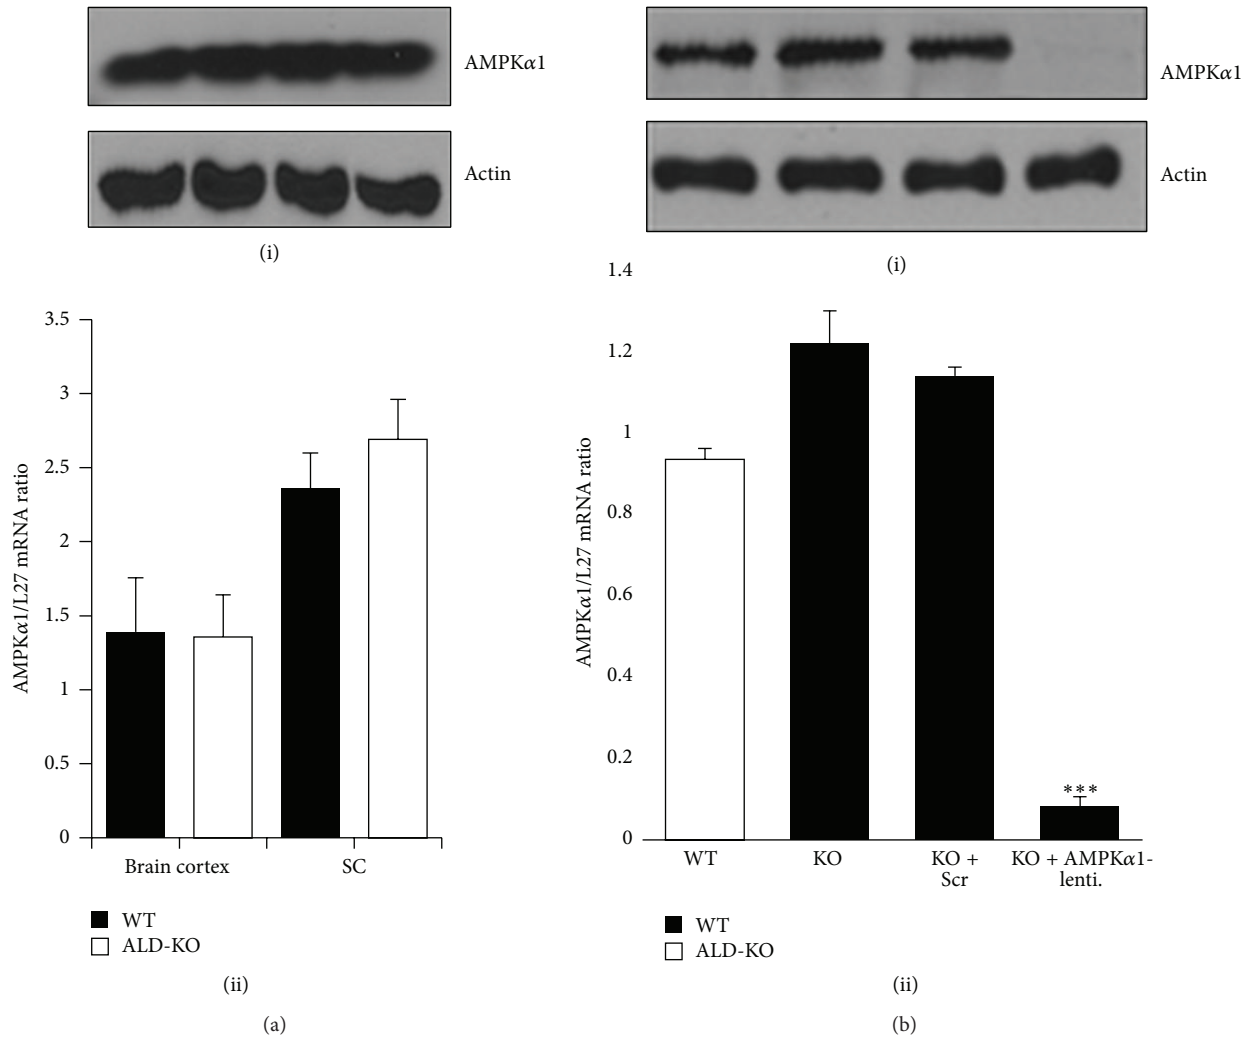 AMPKα1
Actin
(i)
3.5
3
2.5
2
1.5
1
0.5
0
AMPKα1/L27 mRNA ratio
Brain cortex
SC
WT
ALD-KO
(ii)
(a)
AMPKα1
Actin
(i)
1.4
1.2
1
0.8
0.6
0.4
0.2
0
AMPKα1/L27 mRNA ratio
***
WT
KO
KO +
Scr
KO + AMPKα1-
lenti.
WT
ALD-KO
(ii)
(b)